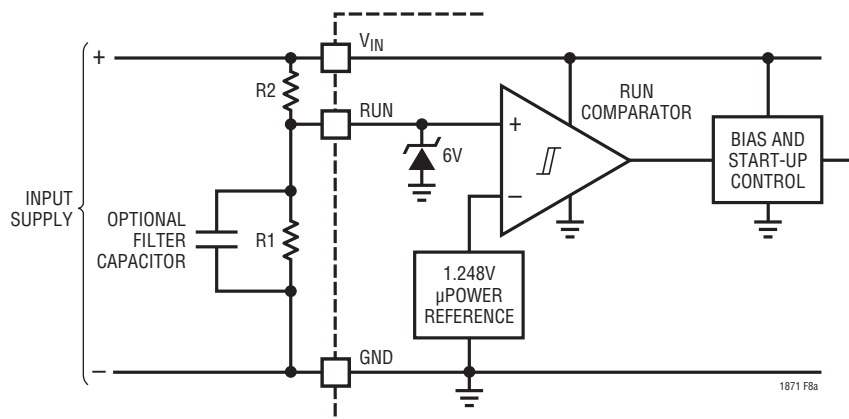 +
V_IN
R2
RUN
RUN
COMPARATOR
+
6V
BIAS AND
START-UP
CONTROL
INPUT
SUPPLY
OPTIONAL
FILTER
CAPACITOR
R1
–
1.248V
µPOWER
REFERENCE
–
GND
1871 F8a